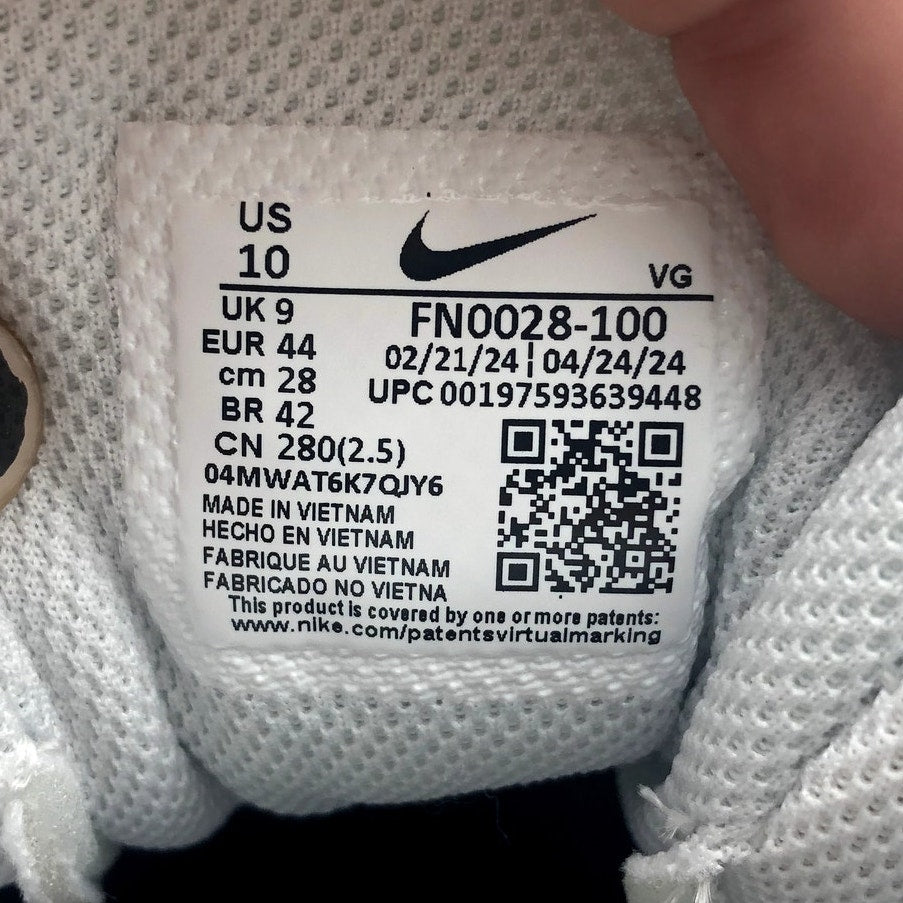 US
10
VG
UK 9
FN0028-100
EUR 44
02/21/24 | 04/24/24
cm 28
UPC 00197593639448
BR 42
CN 280(2.5)
04MWAT6K7QJY6
MADE IN VIETNAM
HECHO EN VIETNAM
FABRIQUE AU VIETNAM
FABRICADO NO VIETNA
This product is covered by one or more patents:
www.nike.com/patentsvirtualmarking